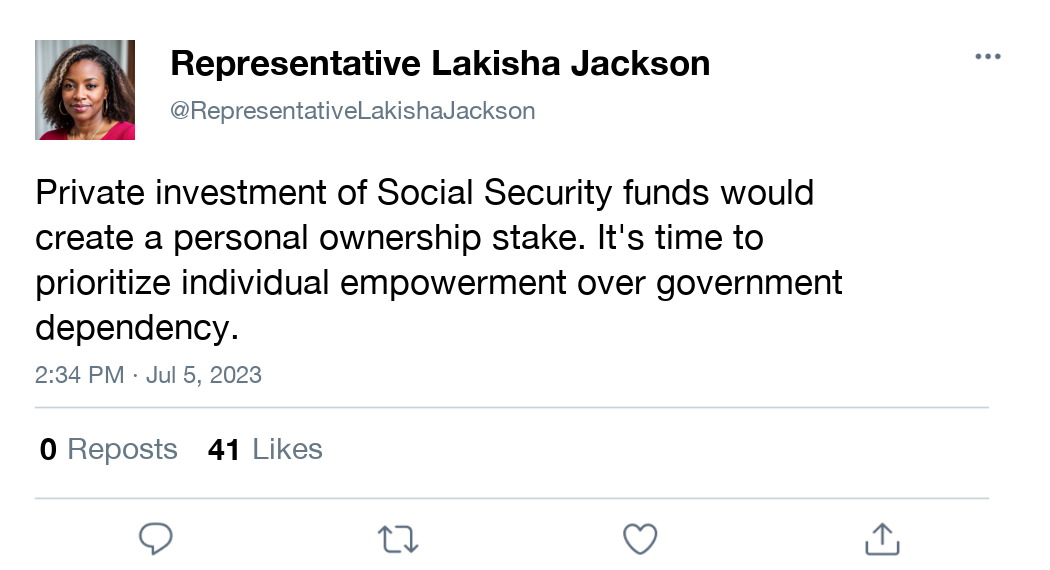 Representative Lakisha Jackson
@RepresentativeLakishaJackson
Private investment of Social Security funds would
create a personal ownership stake. It's time to
prioritize individual empowerment over government
dependency.
2:34 PM · Jul 5, 2023
0 Reposts 41 Likes